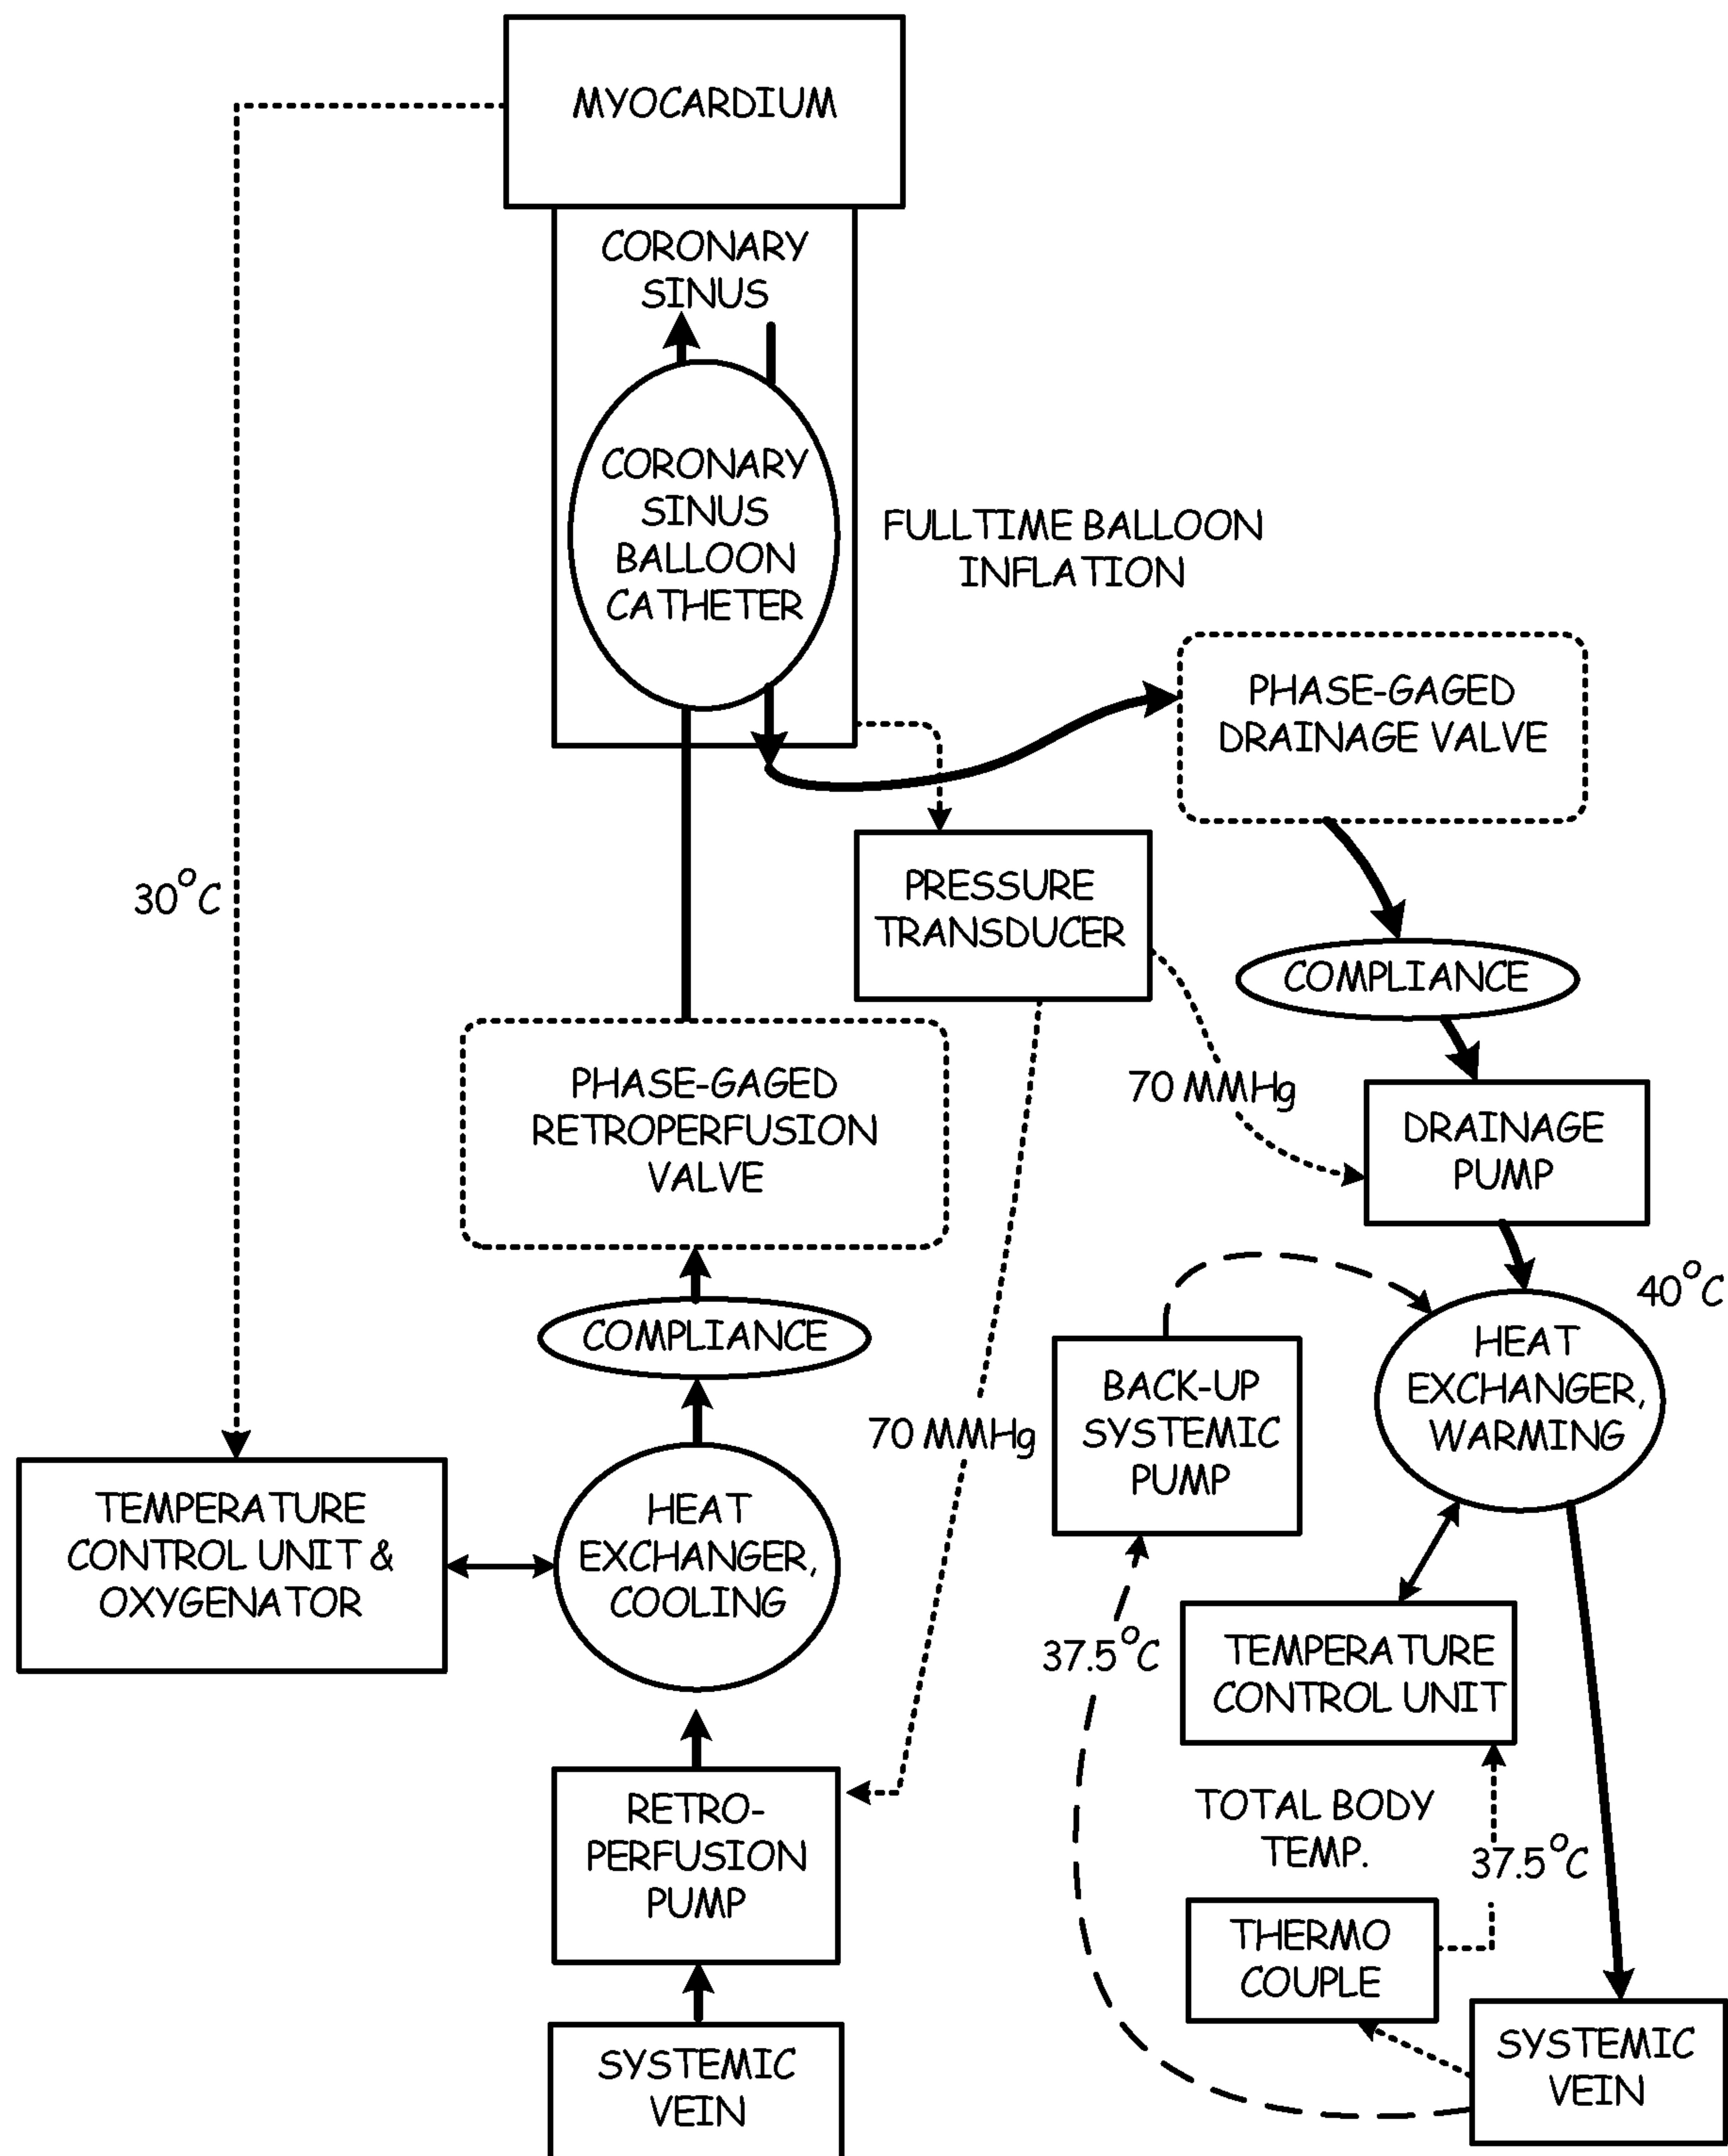 MYOCARDIUM
CORONARY
SINUS
CORONARY
SINUS
BALLOON
CATHETER
FULLTIME BALLOON
INFLATION
PHASE-GAGED
DRAINAGE VALVE
30°C
PRESSURE
TRANSDUCER
COMPLIANCE
PHASE-GAGED
RETROPERFUSION
VALVE
70 MMHg
DRAINAGE
PUMP
40°C
COMPLIANCE
HEAT
EXCHANGER,
WARMING
BACK-UP
SYSTEMIC
PUMP
70 MMHg
TEMPERATURE
CONTROL UNIT &
OXYGENATOR
HEAT
EXCHANGER,
COOLING
37.5°C
TEMPERATURE
CONTROL UNIT
TOTAL BODY
TEMP.
37.5°C
RETRO-
PERFUSION
PUMP
THERMO
COUPLE
SYSTEMIC
VEIN
SYSTEMIC
VEIN